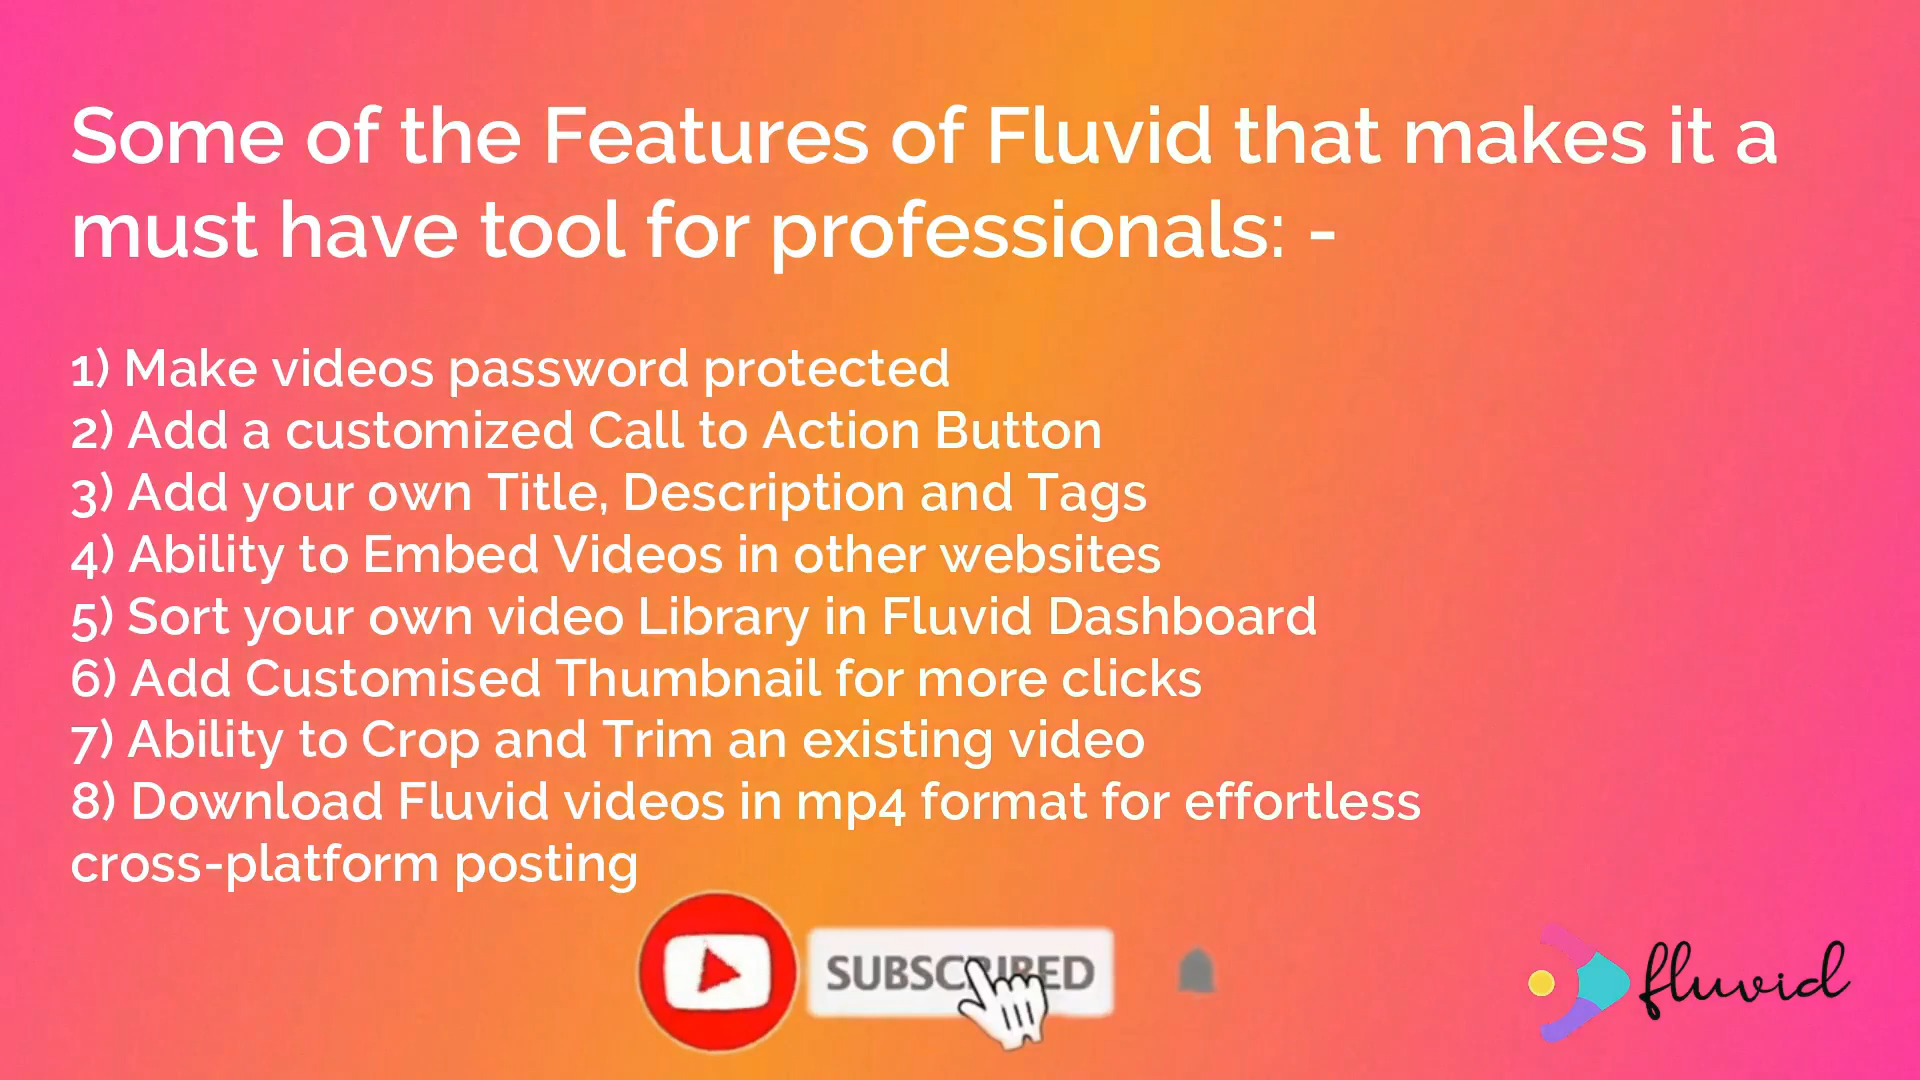 Some of the Features of Fluvid that makes it a
must have tool for professionals: -
1) Make videos password protected
2) Add a customized Call to Action Button
3) Add your own Title, Description and Tags
4) Ability to Embed Videos in other websites
5) Sort your own video Library in Fluvid Dashboard
6) Add Customised Thumbnail for more clicks
7) Ability to Crop and Trim an existing video
8) Download Fluvid videos in mp4 format for effortless
cross-platform posting
SUBSCRIBED
fluvid